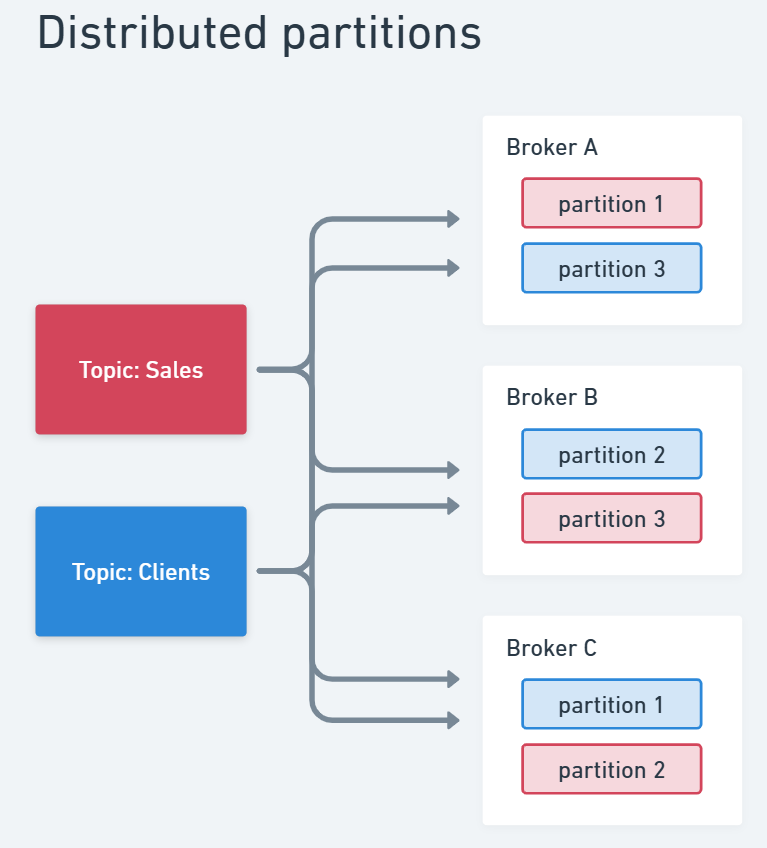 Distributed partitions
Topic: Sales
Topic: Clients
Broker A
partition 1
partition 3
Broker B
partition 2
partition 3
Broker C
partition 1
partition 2